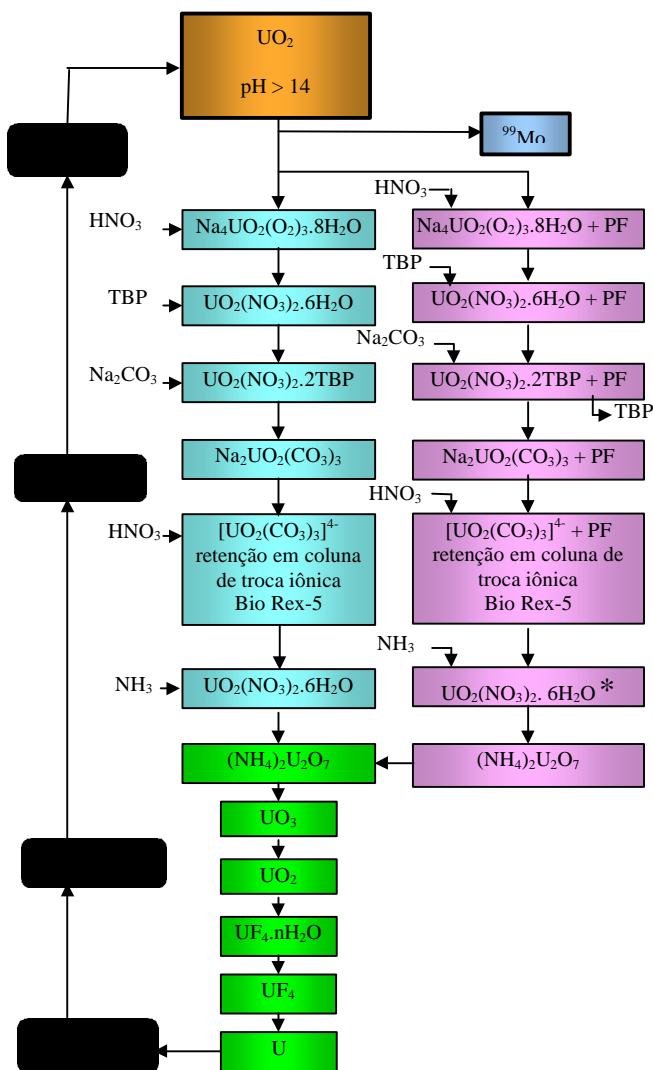 UO₂
pH > 14
⁹⁹Mo
HNO₃
Na₄UO₂(O₂)₃.8H₂O
HNO₃
Na₄UO₂(O₂)₃.8H₂O + PF
TBP
UO₂(NO₃)₂.6H₂O
TBP
UO₂(NO₃)₂.6H₂O + PF
Na₂CO₃
UO₂(NO₃)₂.2TBP
Na₂CO₃
UO₂(NO₃)₂.2TBP + PF
TBP
Na₂UO₂(CO₃)₃
Na₂UO₂(CO₃)₃ + PF
HNO₃
[UO₂(CO₃)₃]⁴⁻
retenção em coluna
de troca iônica
Bio Rex-5
HNO₃
[UO₂(CO₃)₃]⁴⁻ + PF
retenção em coluna de
troca iônica
Bio Rex-5
NH₃
UO₂(NO₃)₂.6H₂O
NH₃
UO₂(NO₃)₂. 6H₂O *
(NH₄)₂U₂O₇
(NH₄)₂U₂O₇
UO₃
UO₂
UF₄.nH₂O
UF₄
U